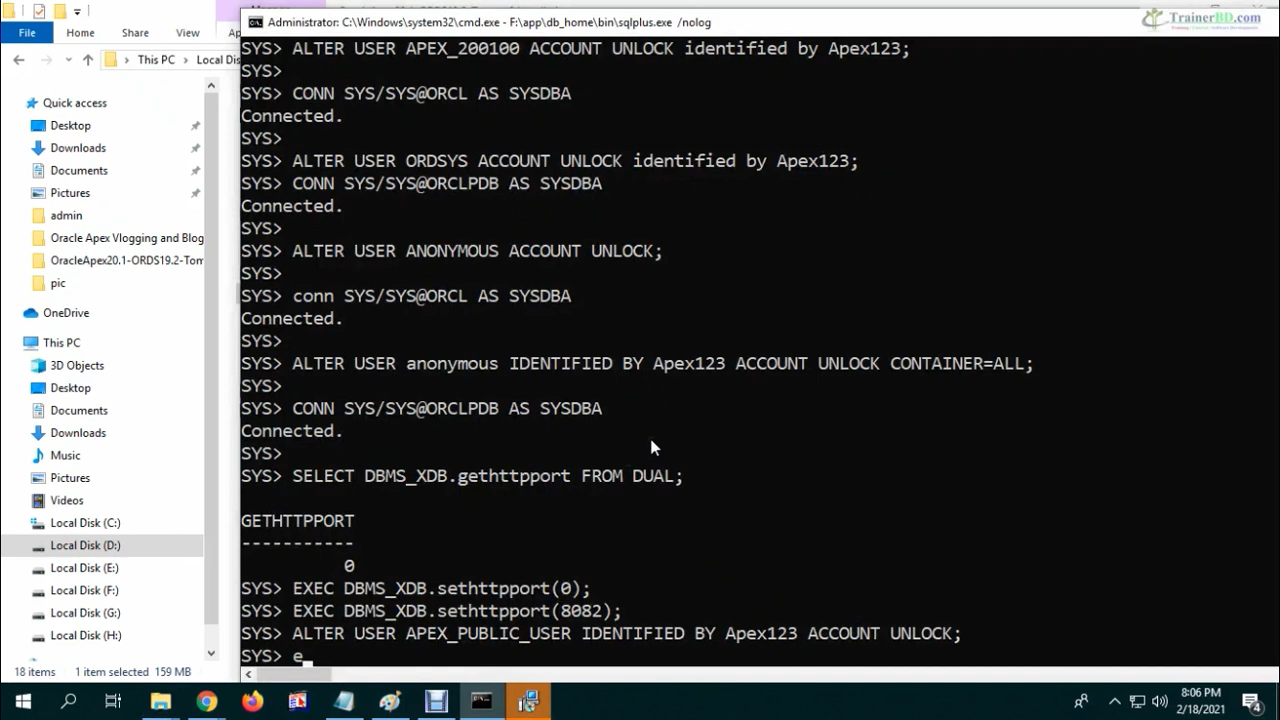 Administrator: C:\Windows\system32\cmd.exe - F:\app\db_home\bin\sqlplus.exe /nolog
TrainerBD.com
File Home Share View
This PC Local Dis
Quick access
Desktop
Downloads
Documents
Pictures
admin
Oracle Apex Vlogging and Blog
OracleApex20.1-ORDS19.2-Tom
pic
OneDrive
This PC
3D Objects
Desktop
Documents
Downloads
Music
Pictures
Videos
Local Disk (C:)
Local Disk (D:)
Local Disk (E:)
Local Disk (F:)
Local Disk (G:)
Local Disk (H:)
18 items 1 item selected 159 MB
SYS> ALTER USER APEX_200100 ACCOUNT UNLOCK identified by Apex123;
SYS>
SYS> CONN SYS/SYS@ORCL AS SYSDBA
Connected.
SYS>
SYS> ALTER USER ORDSYS ACCOUNT UNLOCK identified by Apex123;
SYS> CONN SYS/SYS@ORCLPDB AS SYSDBA
Connected.
SYS>
SYS> ALTER USER ANONYMOUS ACCOUNT UNLOCK;
SYS>
SYS> conn SYS/SYS@ORCL AS SYSDBA
Connected.
SYS>
SYS> ALTER USER anonymous IDENTIFIED BY Apex123 ACCOUNT UNLOCK CONTAINER=ALL;
SYS>
SYS> CONN SYS/SYS@ORCLPDB AS SYSDBA
Connected.
SYS>
SYS> SELECT DBMS_XDB.gethttpport FROM DUAL;
GETHTTPPORT
-----------
0
SYS> EXEC DBMS_XDB.sethttpport(0);
SYS> EXEC DBMS_XDB.sethttpport(8082);
SYS> ALTER USER APEX_PUBLIC_USER IDENTIFIED BY Apex123 ACCOUNT UNLOCK;
SYS> e_
8:06 PM
2/18/2021
4